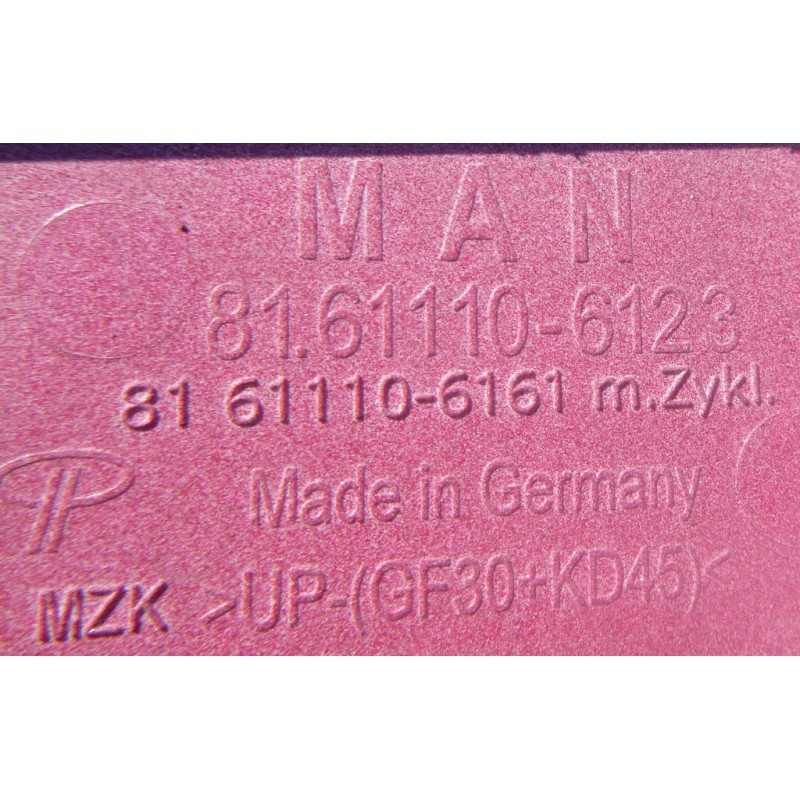 MAN
81.61110-6123
81 61110-6161 m.Zykl.
Made in Germany
MZK >UP-(GF30+KD45)<